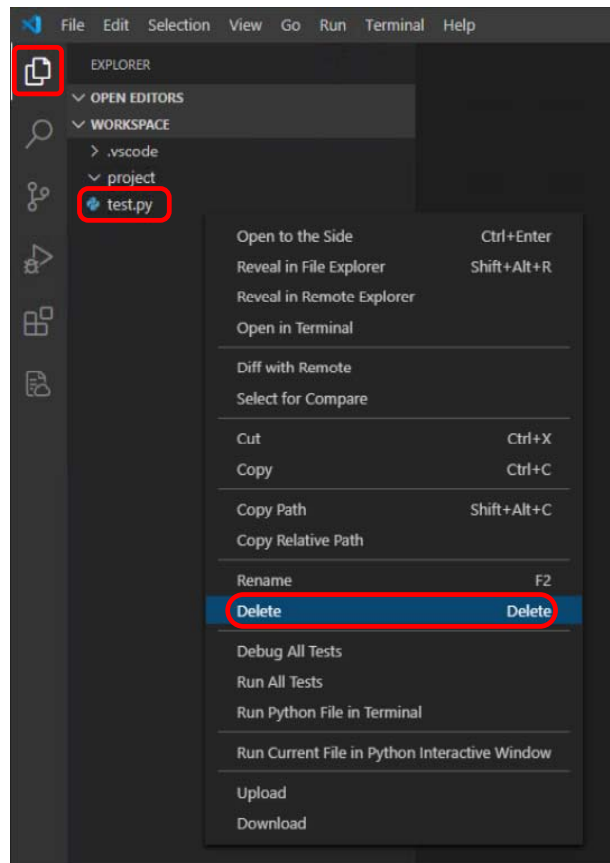 File Edit Selection View Go Run Terminal Help
EXPLORER
OPEN EDITORS
WORKSPACE
.vscode
project
test.py
Open to the Side Ctrl+Enter
Reveal in File Explorer Shift+Alt+R
Reveal in Remote Explorer
Open in Terminal
Diff with Remote
Select for Compare
Cut Ctrl+X
Copy Ctrl+C
Copy Path Shift+Alt+C
Copy Relative Path
Rename F2
Delete Delete
Debug All Tests
Run All Tests
Run Python File in Terminal
Run Current File in Python Interactive Window
Upload
Download